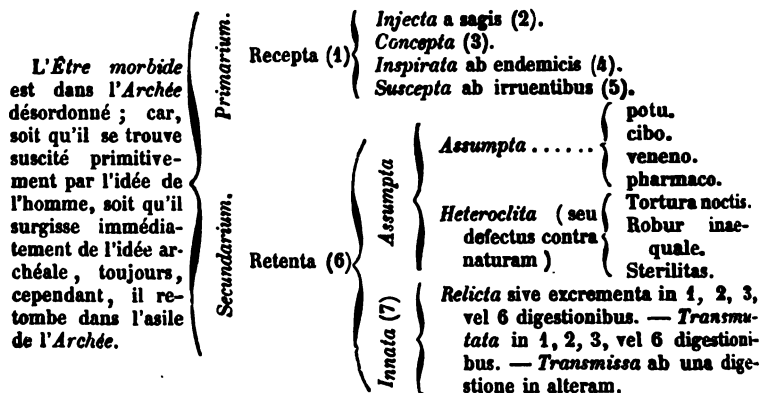 L'Être morbide
est dans l'Archée
désordonné ; car,
soit qu'il se trouve
suscité primitive-
ment par l'idée de
l'homme, soit qu'il
surgisse immédia-
tement de l'idée ar-
chéale, toujours,
cependant, il re-
tombe dans l'asile
de l'Archée.
Primarium.
Recepta (1)
Injecta a sagis (2).
Concepta (3).
Inspirata ab endemicis (4).
Suscepta ab irruentibus (5).
Secundarium.
Retenta (6)
Assumpta
Assumpta . . . . . .
potu.
cibo.
veneno.
pharmaco.
Heteroclita (seu
defectus contra
naturam)
Tortura noctis.
Robur inae-
quale.
Sterilitas.
Innata (7)
Relicta sive excrementa in 1, 2, 3,
vel 6 digestionibus. — Transmu-
tata in 1, 2, 3, vel 6 digestioni-
bus. — Transmissa ab una dige-
stione in alteram.